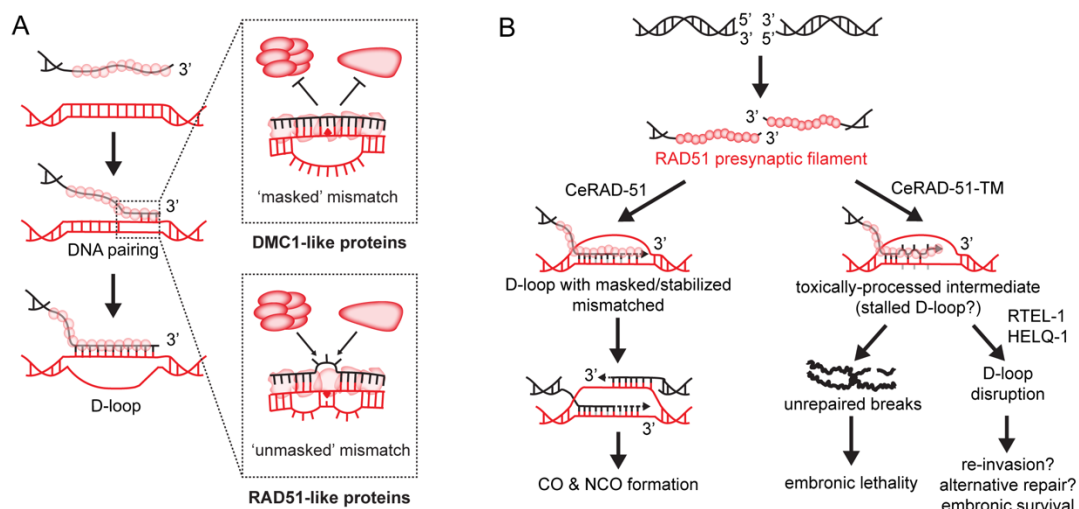 A
3’
3’
DNA pairing
3’
D-loop
‘masked’ mismatch
DMC1-like proteins
‘unmasked’ mismatch
RAD51-like proteins
B
5’ 3’
3’ 5’
3’
3’
RAD51 presynaptic filament
CeRAD-51
CeRAD-51-TM
3’
D-loop with masked/stabilized
mismatched
3’
toxically-processed intermediate
(stalled D-loop?)
RTEL-1
HELQ-1
3’
3’
CO & NCO formation
unrepaired breaks
embronic lethality
D-loop
disruption
re-invasion?
alternative repair?
embronic survival